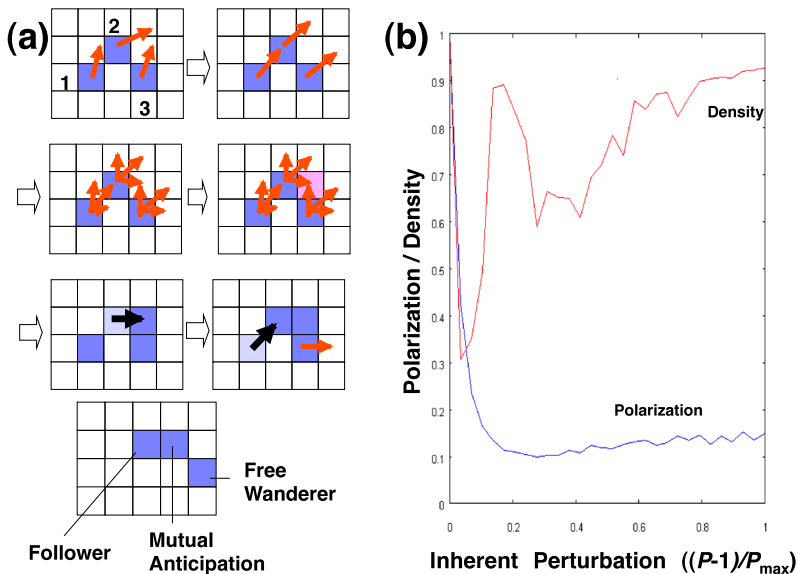 (a)
2
1
3
Follower
Mutual
Anticipation
Free
Wanderer
(b)
Polarization / Density
1
0.9
0.8
0.7
0.6
0.5
0.4
0.3
0.2
0.1
0
Density
Polarization
0
0.2
0.4
0.6
0.8
1
Inherent Perturbation ((P-1)/Pmax)